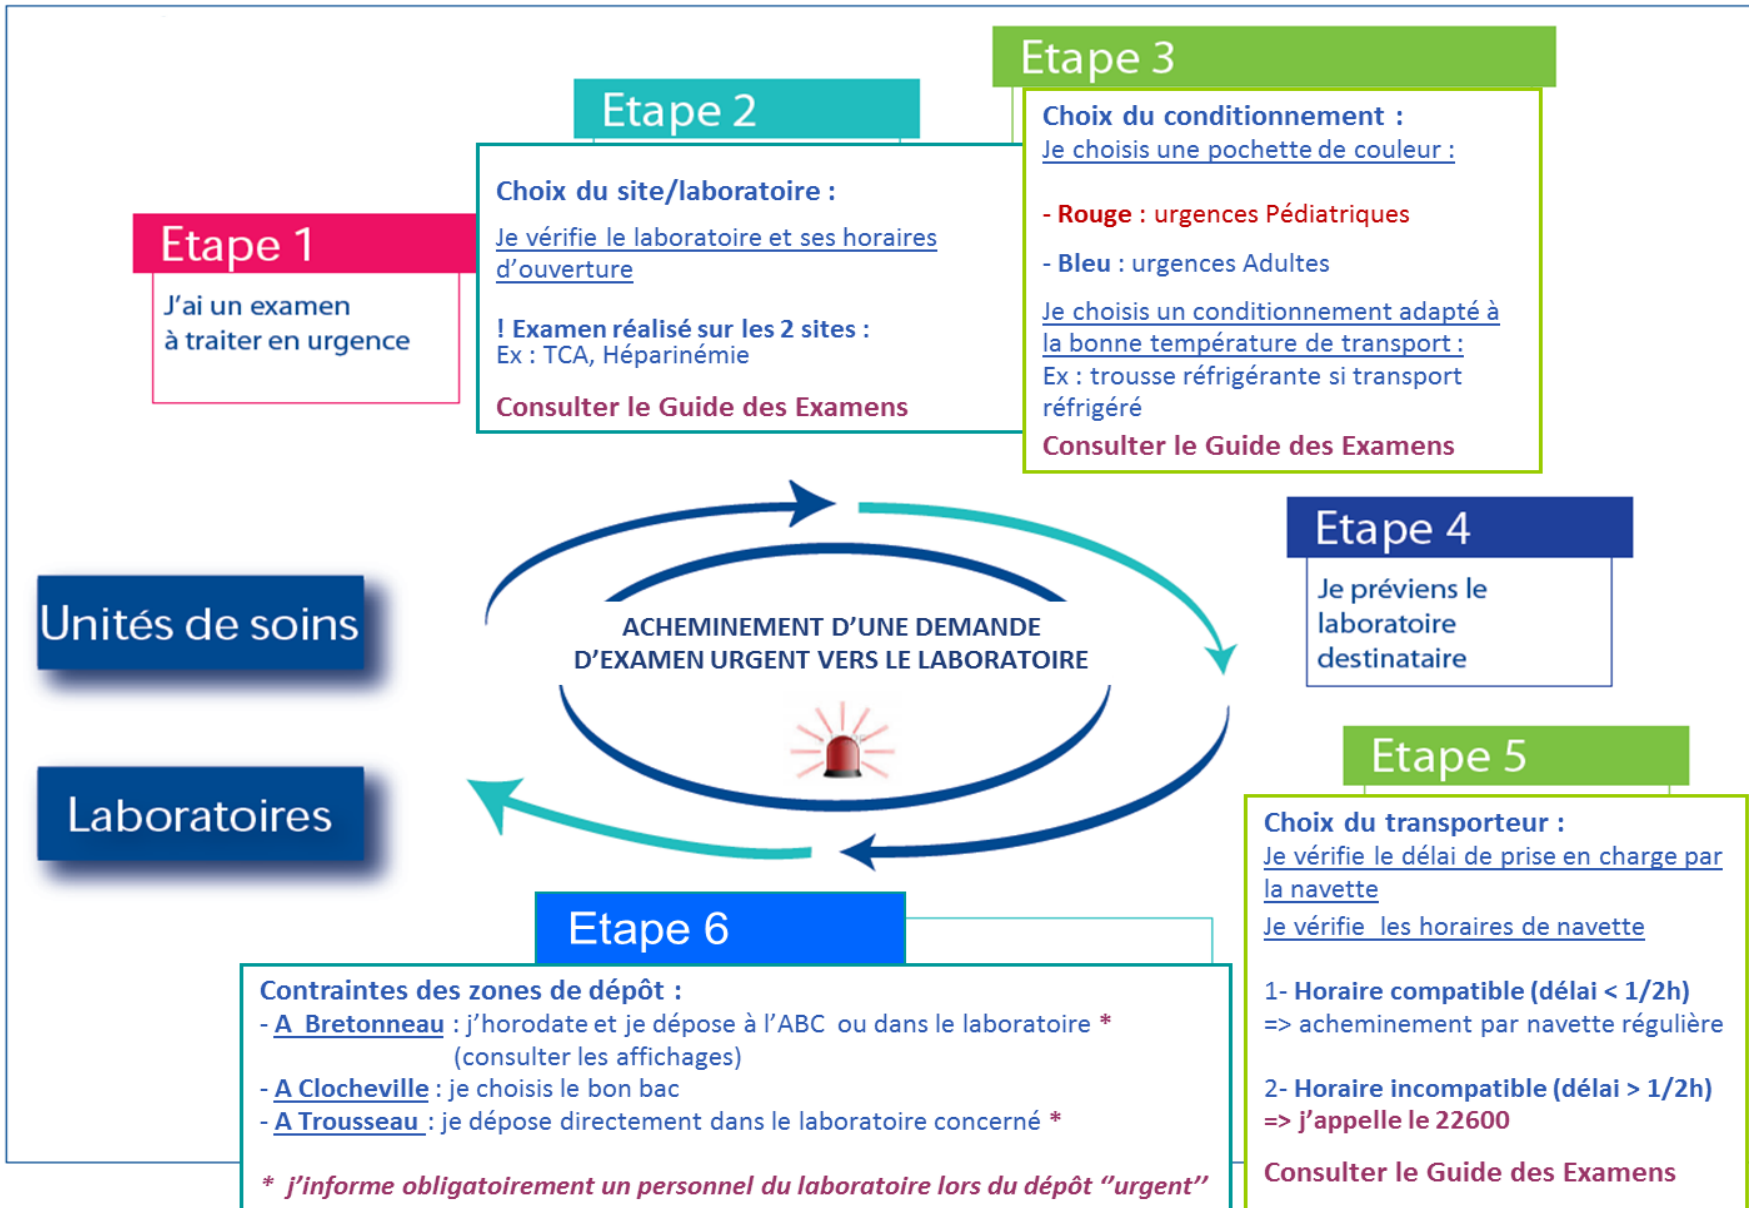 Etape 1
J'ai un examen
à traiter en urgence
Etape 2
Choix du site/laboratoire :
Je vérifie le laboratoire et ses horaires
d'ouverture
! Examen réalisé sur les 2 sites :
Ex : TCA, Héparinémie
Consulter le Guide des Examens
Etape 3
Choix du conditionnement :
Je choisis une pochette de couleur :
- Rouge : urgences Pédiatriques
- Bleu : urgences Adultes
Je choisis un conditionnement adapté à
la bonne température de transport :
Ex : trousse réfrigérante si transport
réfrigéré
Consulter le Guide des Examens
Etape 4
Je préviens le
laboratoire
destinataire
Unités de soins
Laboratoires
ACHEMINEMENT D'UNE DEMANDE
D'EXAMEN URGENT VERS LE LABORATOIRE
Etape 5
Choix du transporteur :
Je vérifie le délai de prise en charge par
la navette
Je vérifie les horaires de navette
1- Horaire compatible (délai < 1/2h)
=> acheminement par navette régulière
2- Horaire incompatible (délai > 1/2h)
=> j'appelle le 22600
Consulter le Guide des Examens
Etape 6
Contraintes des zones de dépôt :
- A Bretonneau : j'horodate et je dépose à l'ABC ou dans le laboratoire *
(consulter les affichages)
- A Clocheville : je choisis le bon bac
- A Trousseau : je dépose directement dans le laboratoire concerné *
* j'informe obligatoirement un personnel du laboratoire lors du dépôt ‘’urgent’’